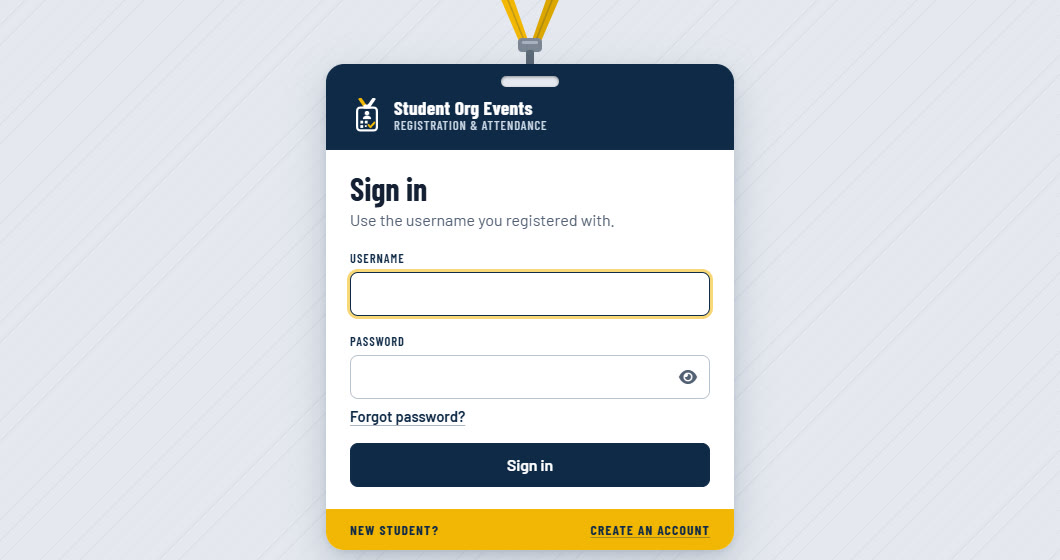 Student Org Events
REGISTRATION & ATTENDANCE
Sign in
Use the username you registered with.
USERNAME
PASSWORD
Forgot password?
Sign in
NEW STUDENT?
CREATE AN ACCOUNT